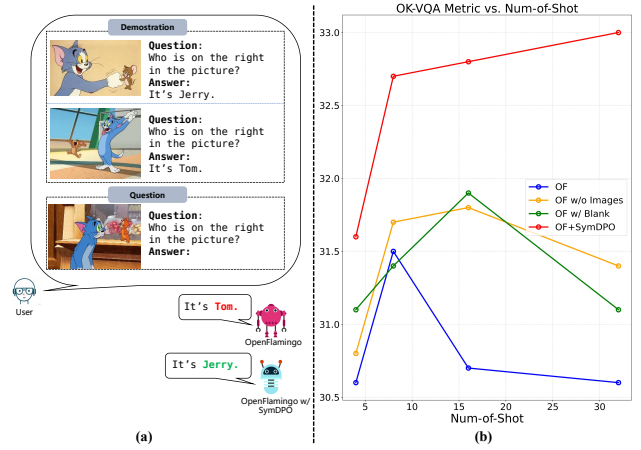 Demostration
Question:
Who is on the right
in the picture?
Answer:
It's Jerry.
Question:
Who is on the right
in the picture?
Answer:
It's Tom.
Question
Question:
Who is on the right
in the picture?
Answer:
User
It's Tom.
OpenFlamingo
It's Jerry.
OpenFlamingo w/
SymDPO
(a)
OK-VQA Metric vs. Num-of-Shot
33.0
32.5
32.0
31.5
31.0
30.5
OF
OF w/o Images
OF w/ Blank
OF+SymDPO
5 10 15 20 25 30
Num-of-Shot
(b)